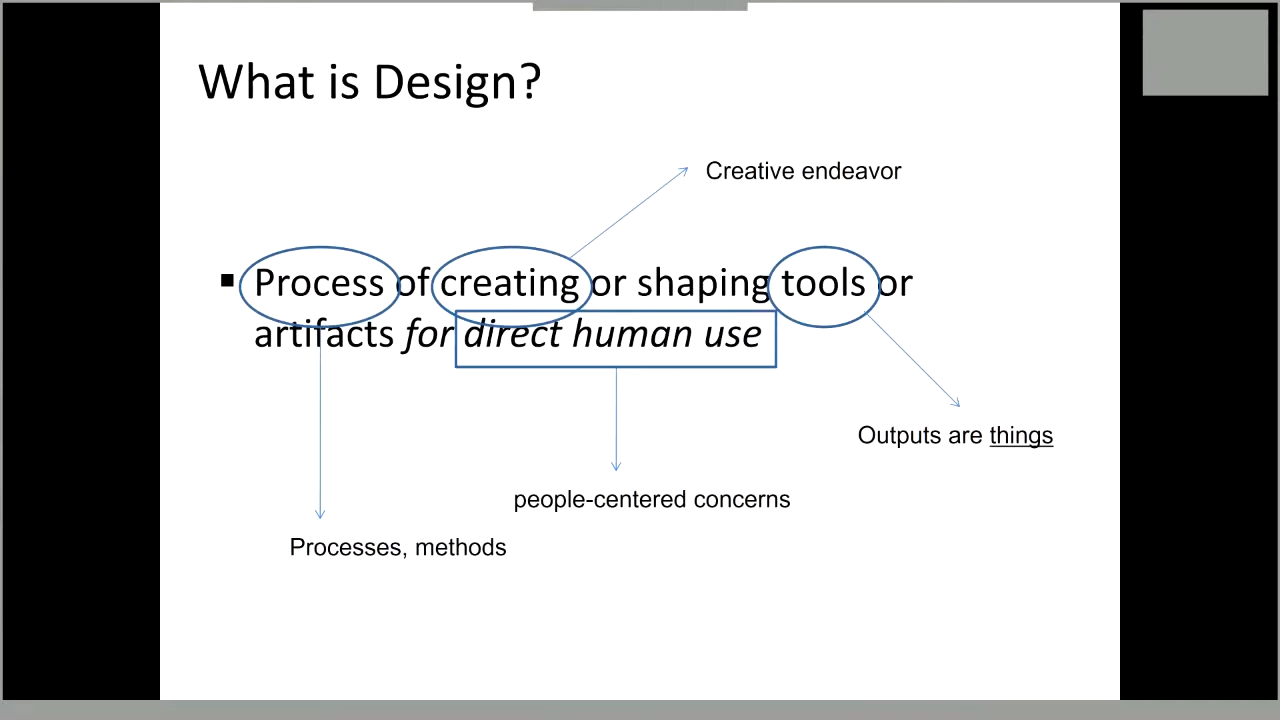 What is Design?
Creative endeavor
▪ Process of creating or shaping tools or
artifacts for direct human use
Outputs are things
people-centered concerns
Processes, methods